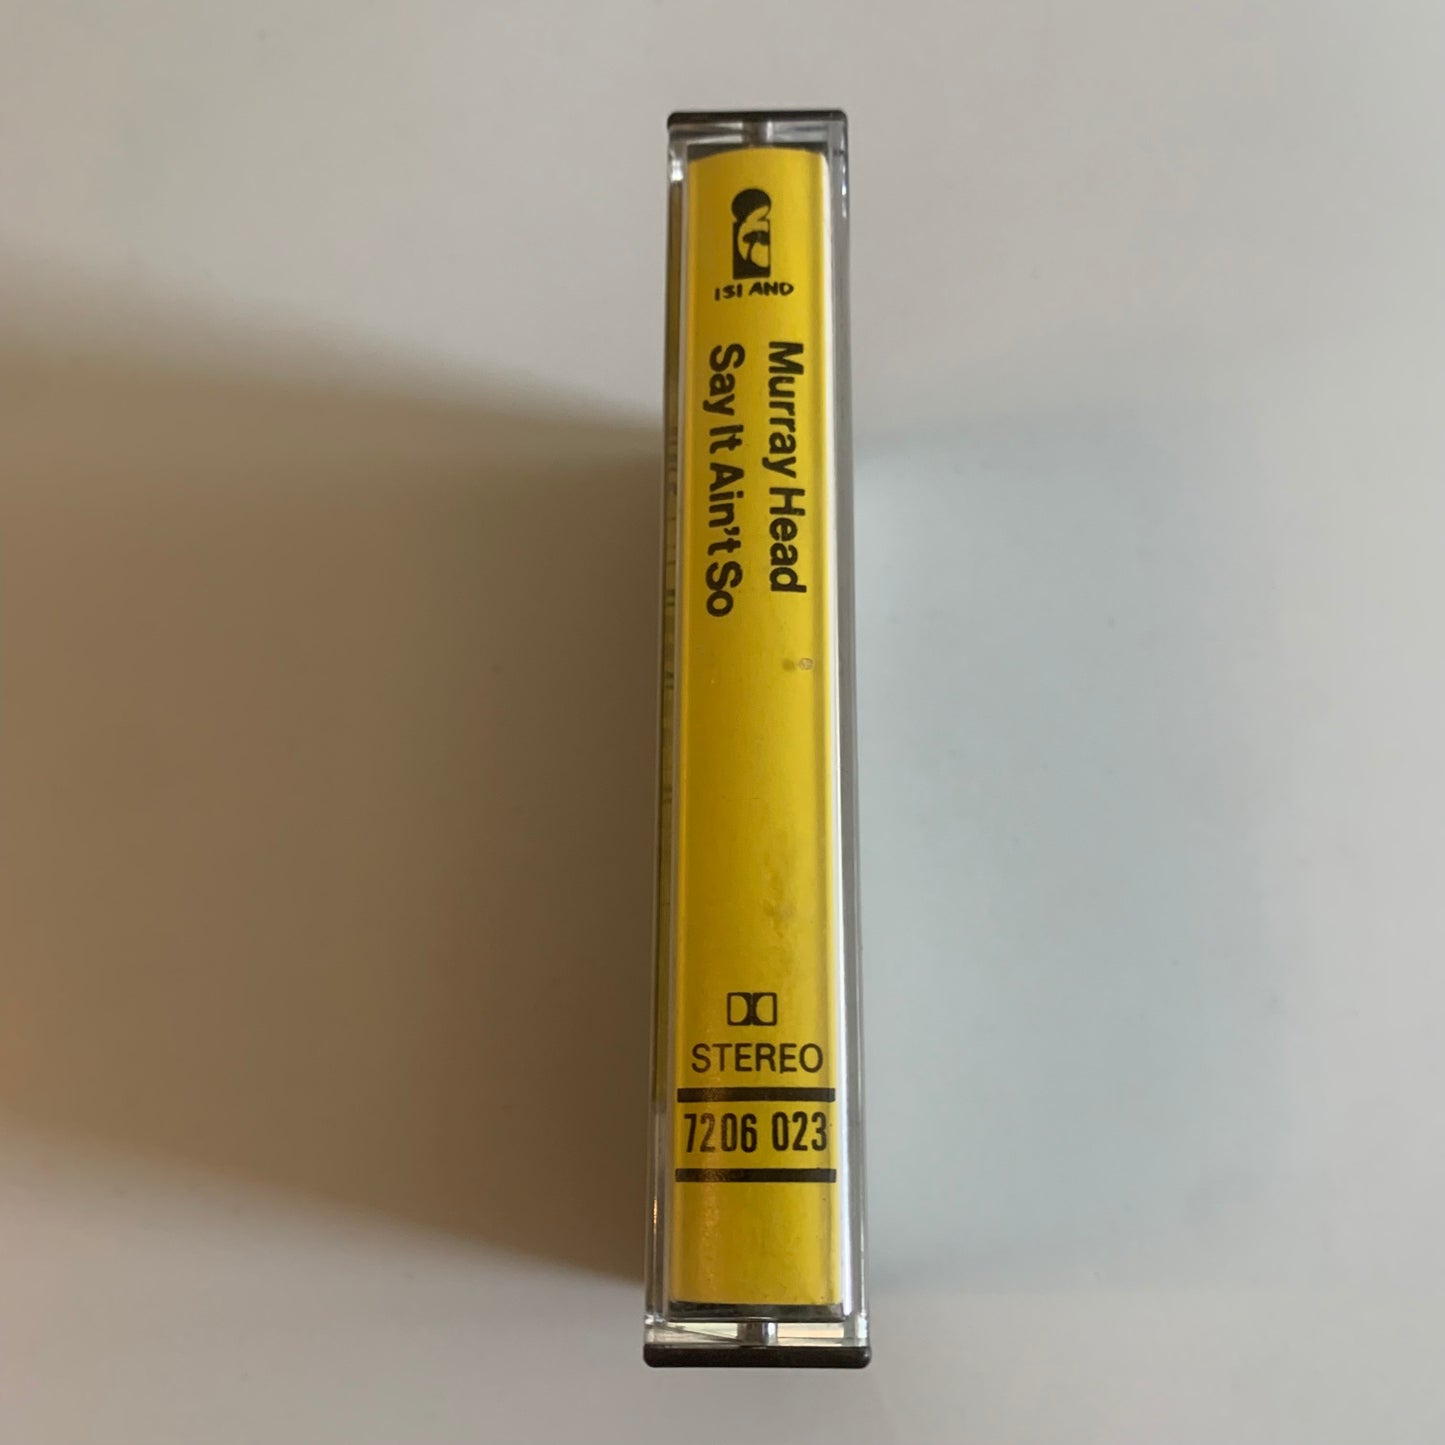 ISLAND
Murray Head
Say It Ain't So
STEREO
7206 023